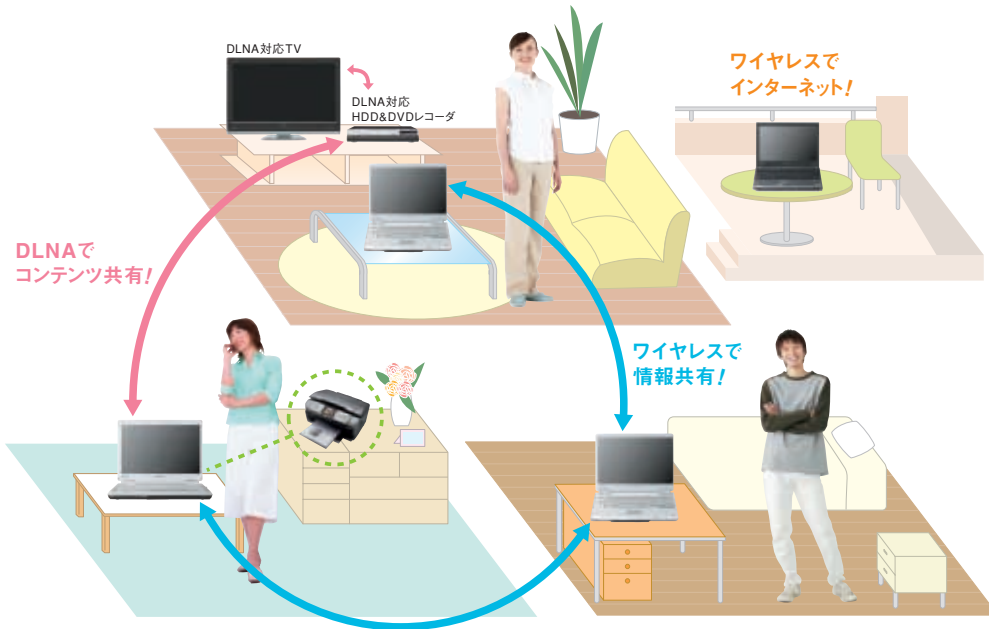 DLNA対応TV
DLNA対応
HDD&DVDレコーダ
ワイヤレスで
インターネット!
DLNAで
コンテンツ共有!
ワイヤレスで
情報共有!